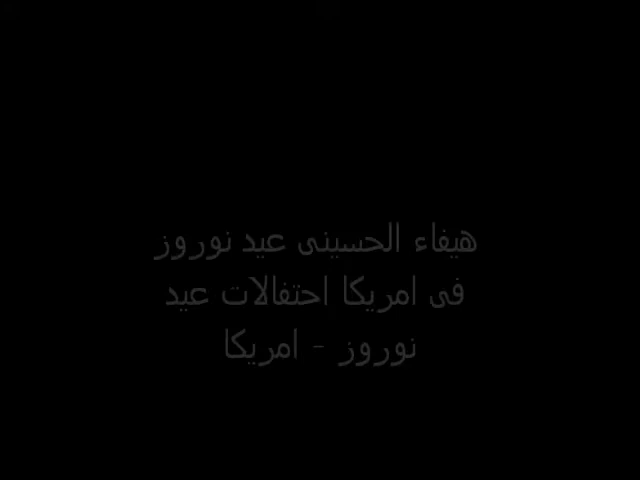 هيفاء الحسينى عيد نوروز
فى امريكا احتفالات عيد
نوروز - امريكا